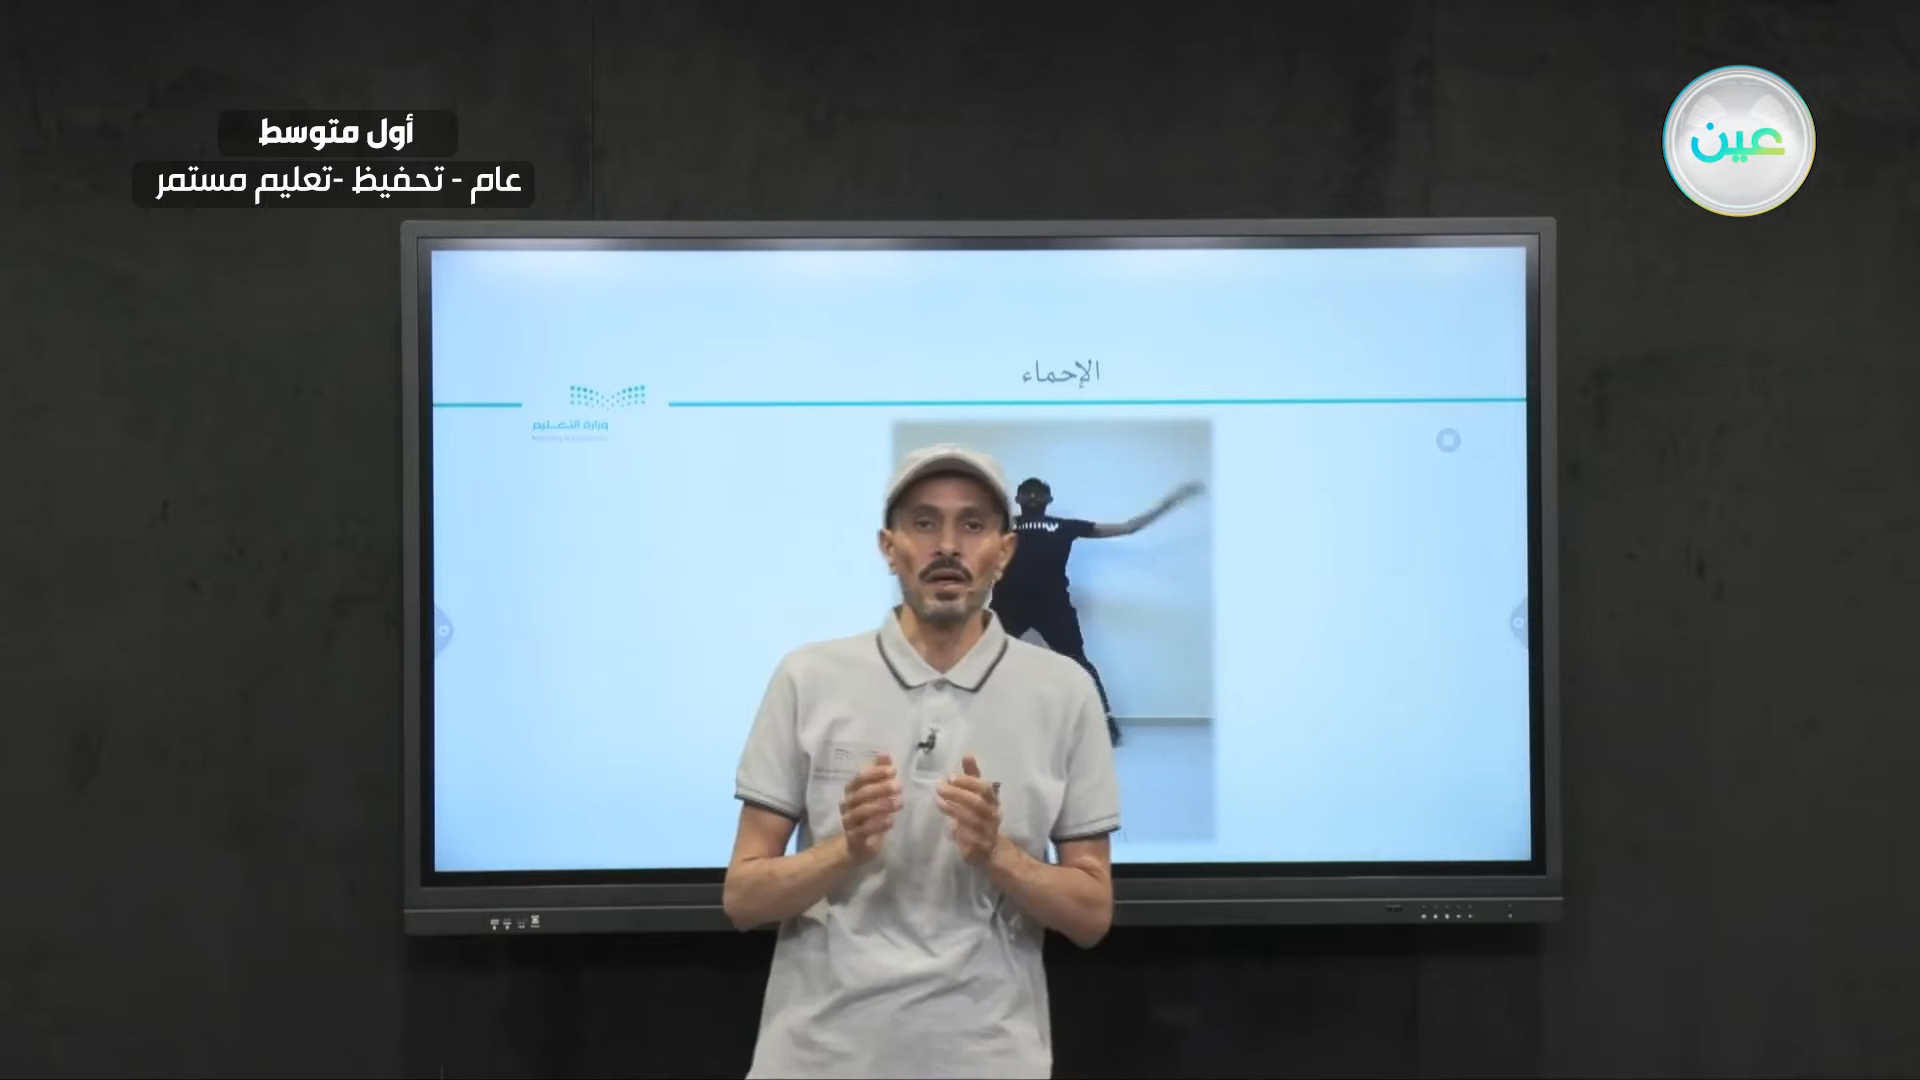 أول متوسط
عام - تحفيظ -تعليم مستمر
عين
الإحماء
وزارة التعليم